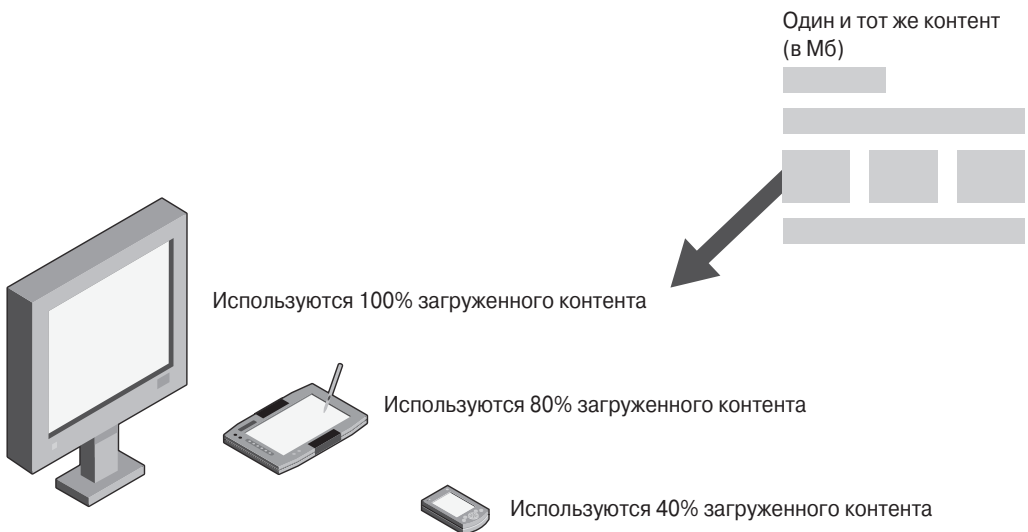 Один и тот же контент
(в Мб)
Используются 100% загруженного контента
Используются 80% загруженного контента
Используются 40% загруженного контента